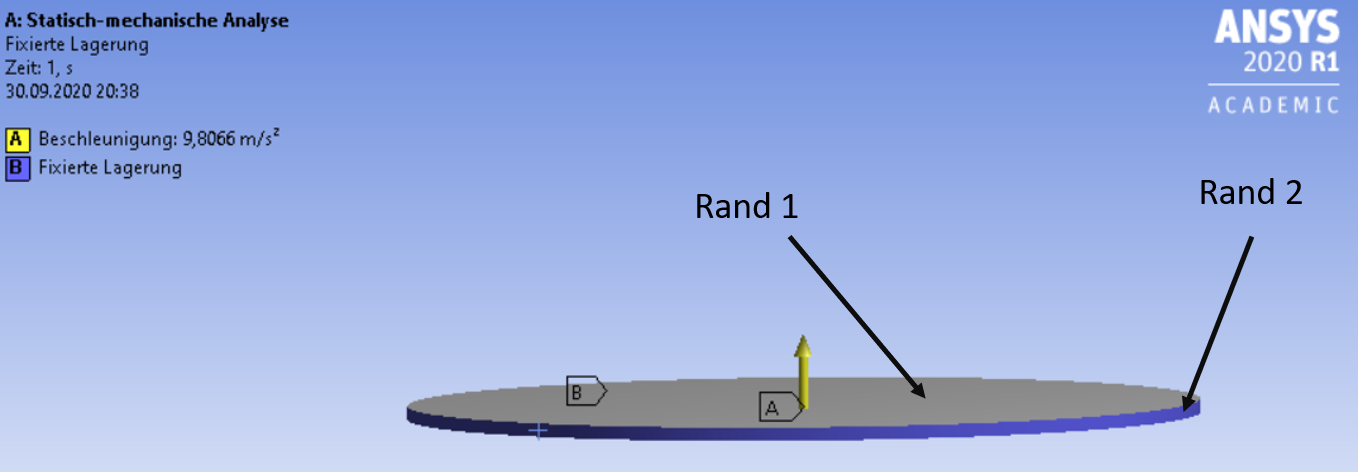 A: Statisch-mechanische Analyse
Fixierte Lagerung
Zeit: 1, s
30.09.2020 20:38
A Beschleunigung: 9,8066 m/s²
B Fixierte Lagerung
ANSYS
2020 R1
ACADEMIC
Rand 1
Rand 2
B
A